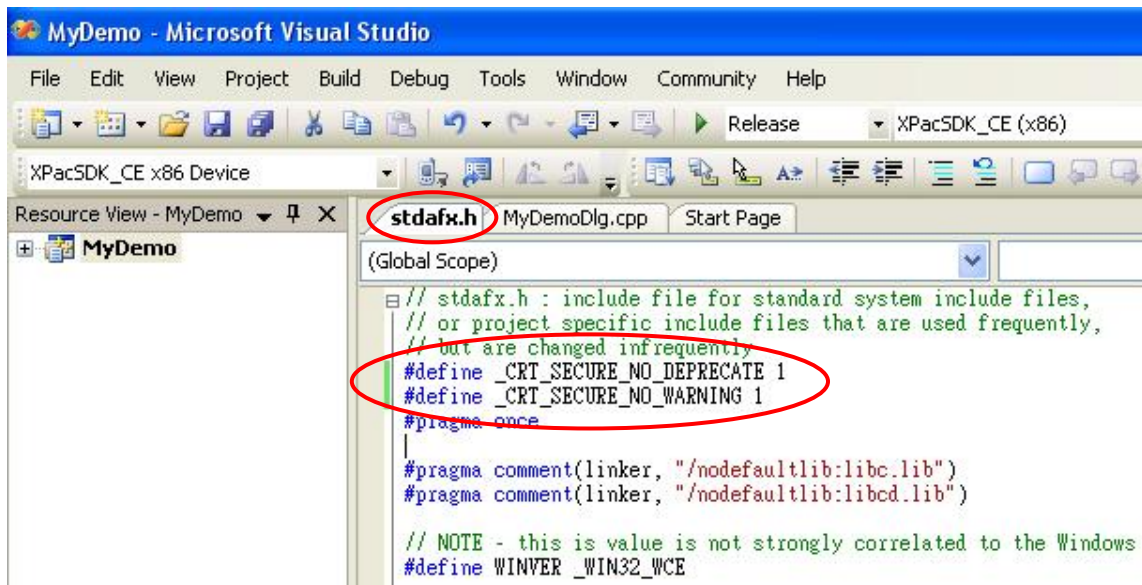 MyDemo - Microsoft Visual Studio
File Edit View Project Build Debug Tools Window Community Help
Release XPacSDK_CE (x86)
XPacSDK_CE x86 Device
Resource View - MyDemo
stdafx.h MyDemoDlg.cpp Start Page
MyDemo
(Global Scope)
// stdafx.h : include file for standard system include files,
// or project specific include files that are used frequently,
// but are changed infrequently
#define _CRT_SECURE_NO_DEPRECATE 1
#define _CRT_SECURE_NO_WARNING 1
#pragma once
#pragma comment(linker, "/nodefaultlib:libc.lib")
#pragma comment(linker, "/nodefaultlib:libcd.lib")
// NOTE - this is value is not strongly correlated to the Windows
#define WINVER _WIN32_WCE